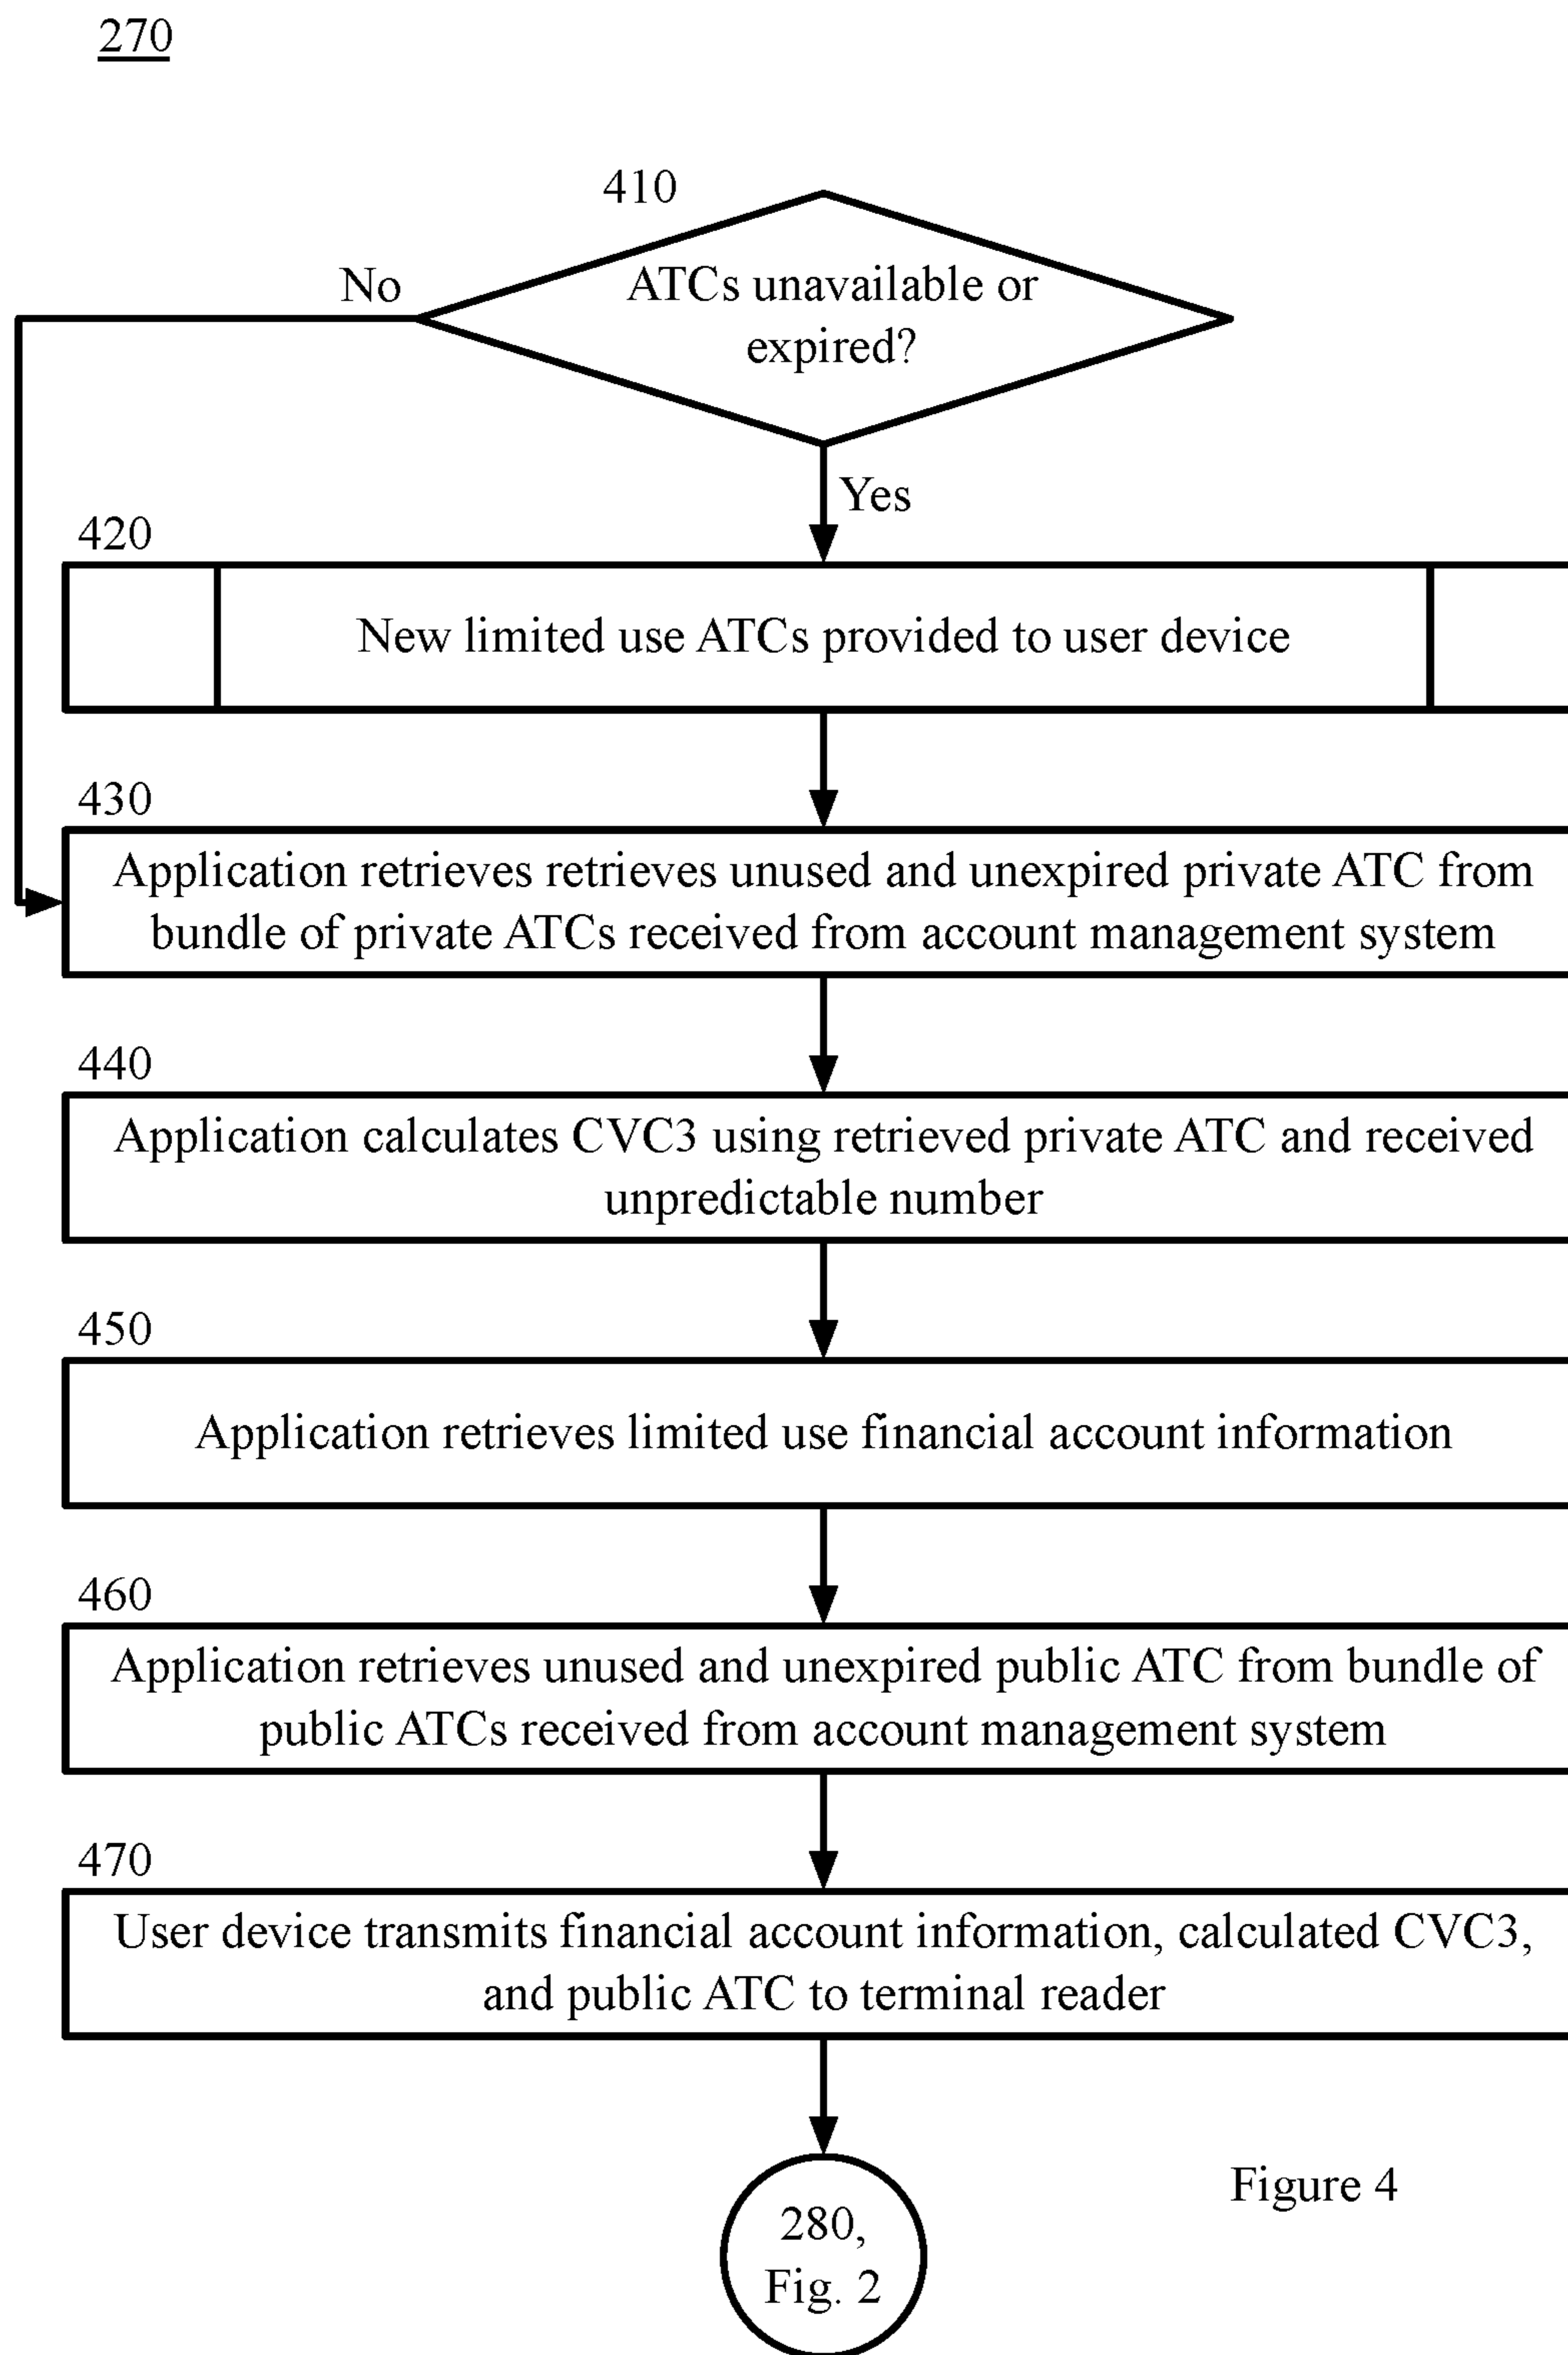 270
410
No
ATCs unavailable or
expired?
Yes
420
New limited use ATCs provided to user device
430
Application retrieves retrieves unused and unexpired private ATC from
bundle of private ATCs received from account management system
440
Application calculates CVC3 using retrieved private ATC and received
unpredictable number
450
Application retrieves limited use financial account information
460
Application retrieves unused and unexpired public ATC from bundle of
public ATCs received from account management system
470
User device transmits financial account information, calculated CVC3,
and public ATC to terminal reader
280,
Fig. 2
Figure 4